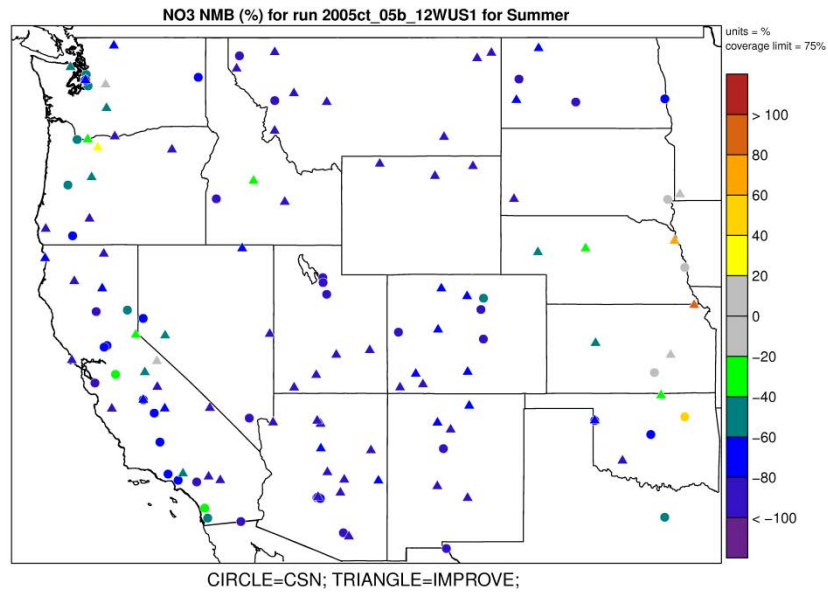 NO3 NMB (%) for run 2005ct_05b_12WUS1 for Summer
units = %
coverage limit = 75%
> 100
80
60
40
20
0
−20
−40
−60
−80
< −100
CIRCLE=CSN; TRIANGLE=IMPROVE;